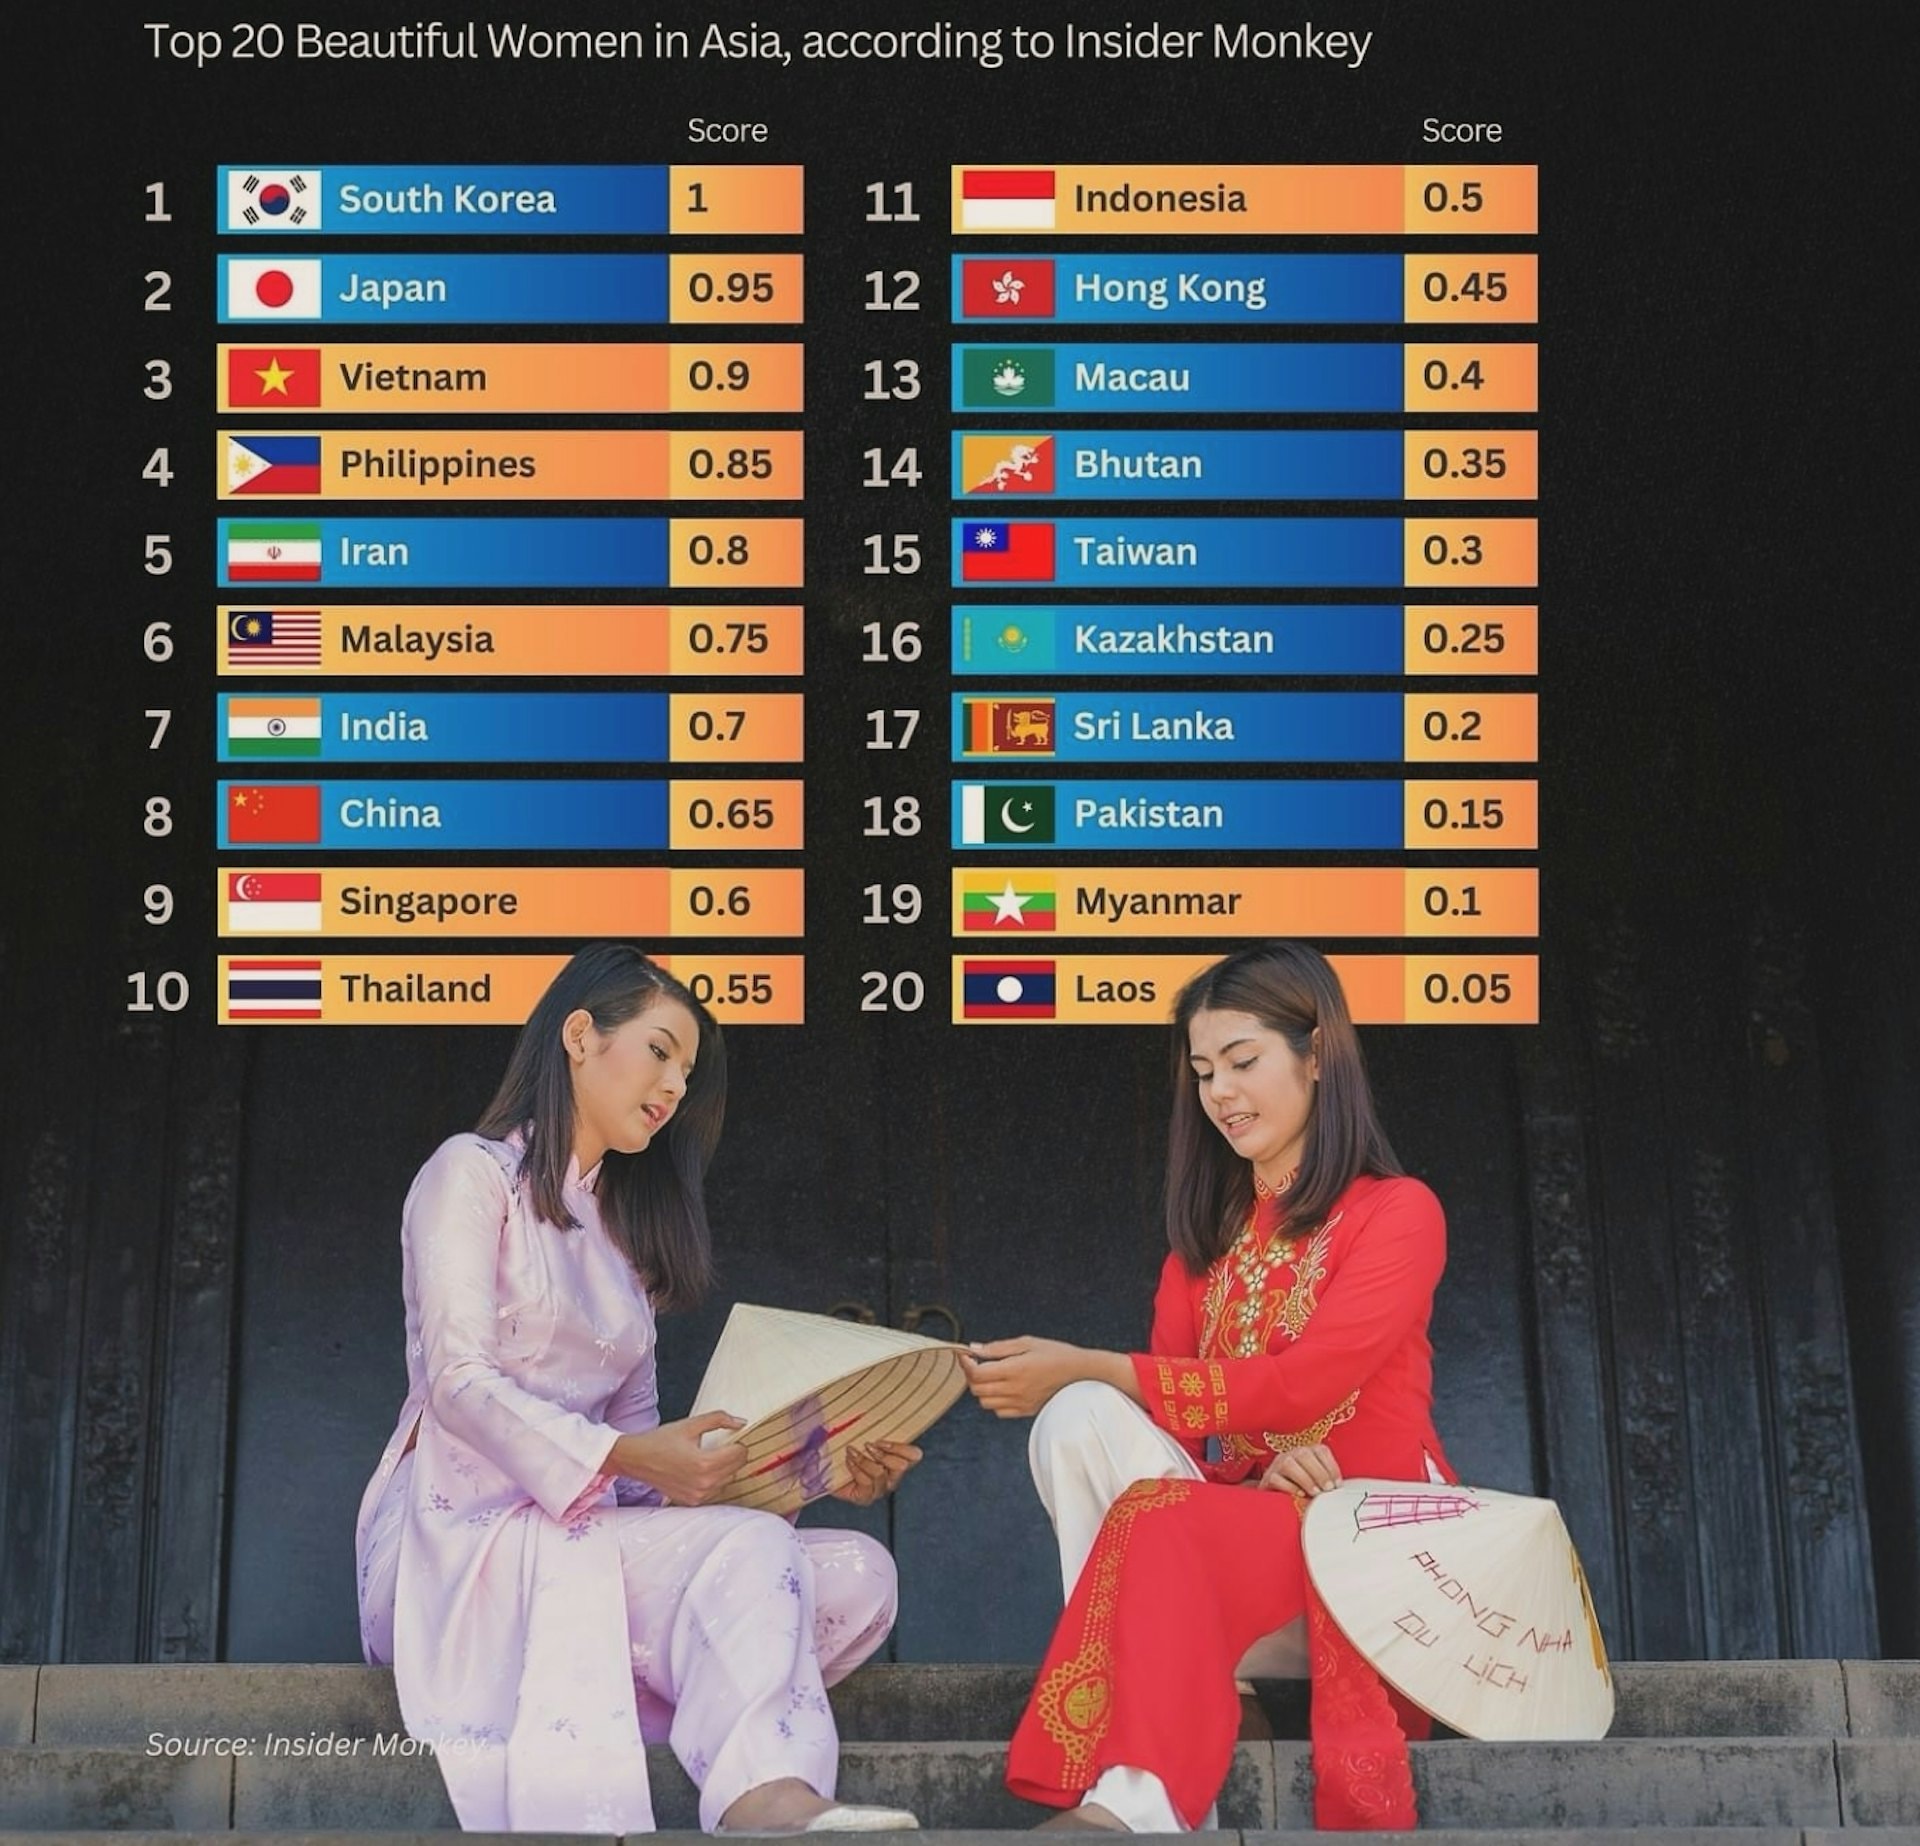 Top 20 Beautiful Women in Asia, according to Insider Monkey
Score
1 South Korea 1
2 Japan 0.95
3 Vietnam 0.9
4 Philippines 0.85
5 Iran 0.8
6 Malaysia 0.75
7 India 0.7
8 China 0.65
9 Singapore 0.6
10 Thailand 0.55
Score
11 Indonesia 0.5
12 Hong Kong 0.45
13 Macau 0.4
14 Bhutan 0.35
15 Taiwan 0.3
16 Kazakhstan 0.25
17 Sri Lanka 0.2
18 Pakistan 0.15
19 Myanmar 0.1
20 Laos 0.05
PHONG NHA
DU LỊCH
Source: Insider Monkey